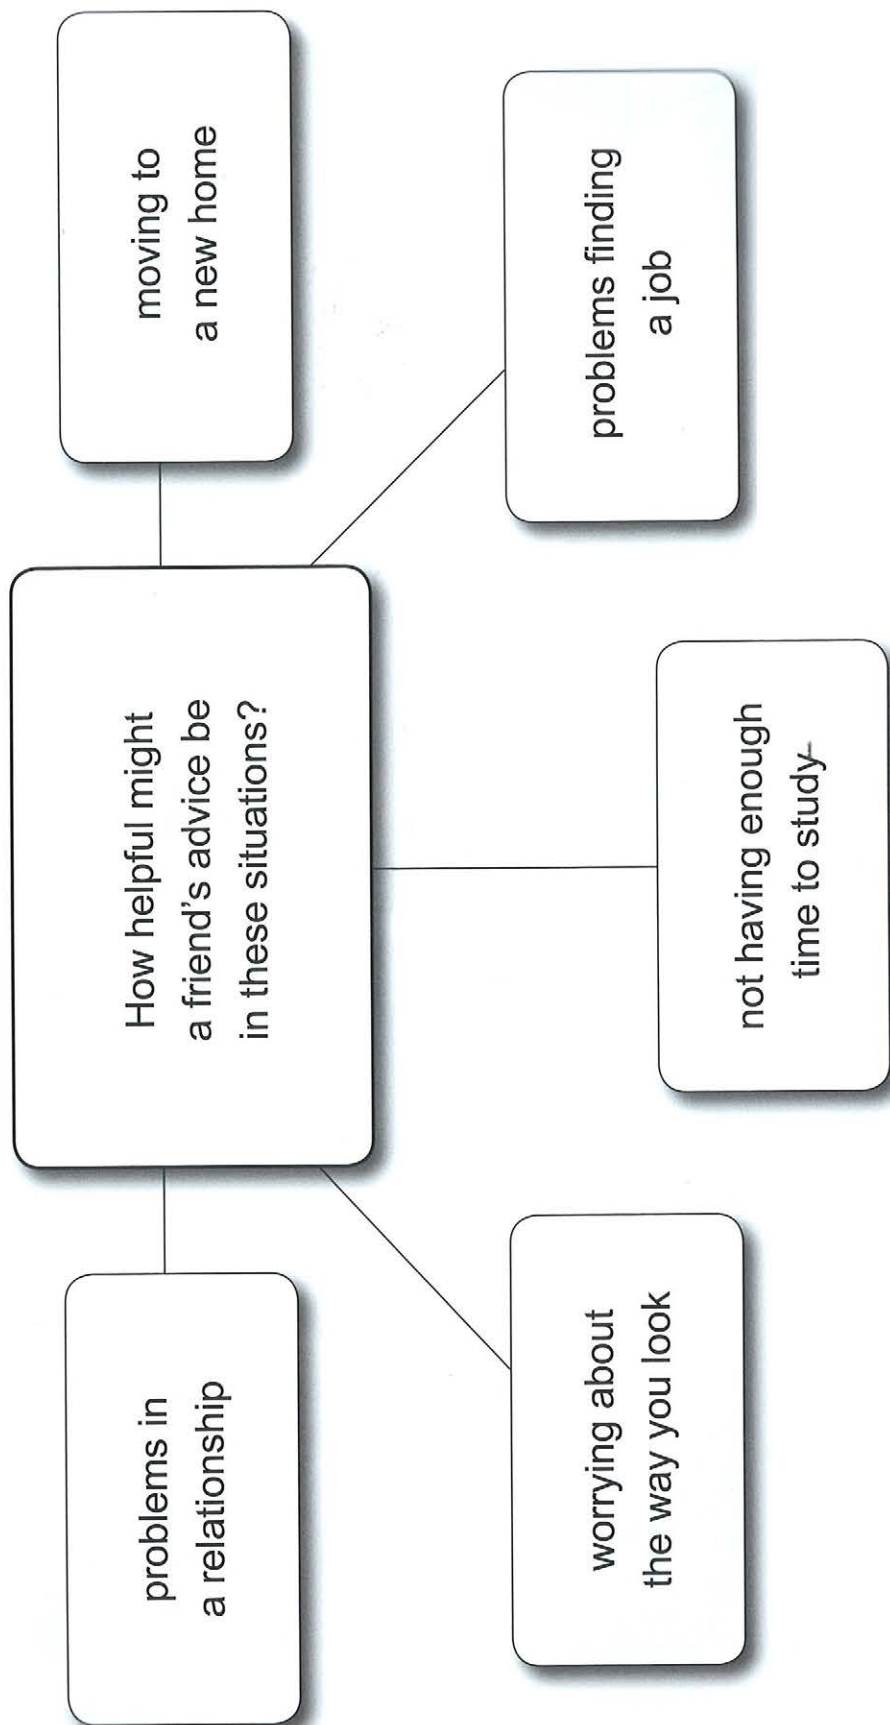 How helpful might
a friend's advice be
in these situations?
problems in
a relationship
moving to
a new home
worrying about
the way you look
problems finding
a job
not having enough
time to study